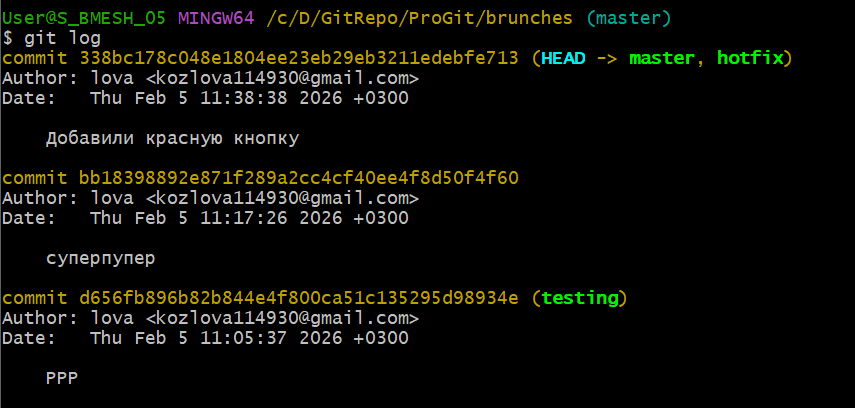 User@S_BMESH_05 MINGW64 /c/D/GitRepo/ProGit/brunches (master)
$ git log
commit 338bc178c048e1804ee23eb29eb3211edebfe713 (HEAD -> master, hotfix)
Author: lova <kozlova114930@gmail.com>
Date:   Thu Feb 5 11:38:38 2026 +0300
    Добавили красную кнопку
commit bb18398892e871f289a2cc4cf40ee4f8d50f4f60
Author: lova <kozlova114930@gmail.com>
Date:   Thu Feb 5 11:17:26 2026 +0300
    суперпупер
commit d656fb896b82b844e4f800ca51c135295d98934e (testing)
Author: lova <kozlova114930@gmail.com>
Date:   Thu Feb 5 11:05:37 2026 +0300
    PPP